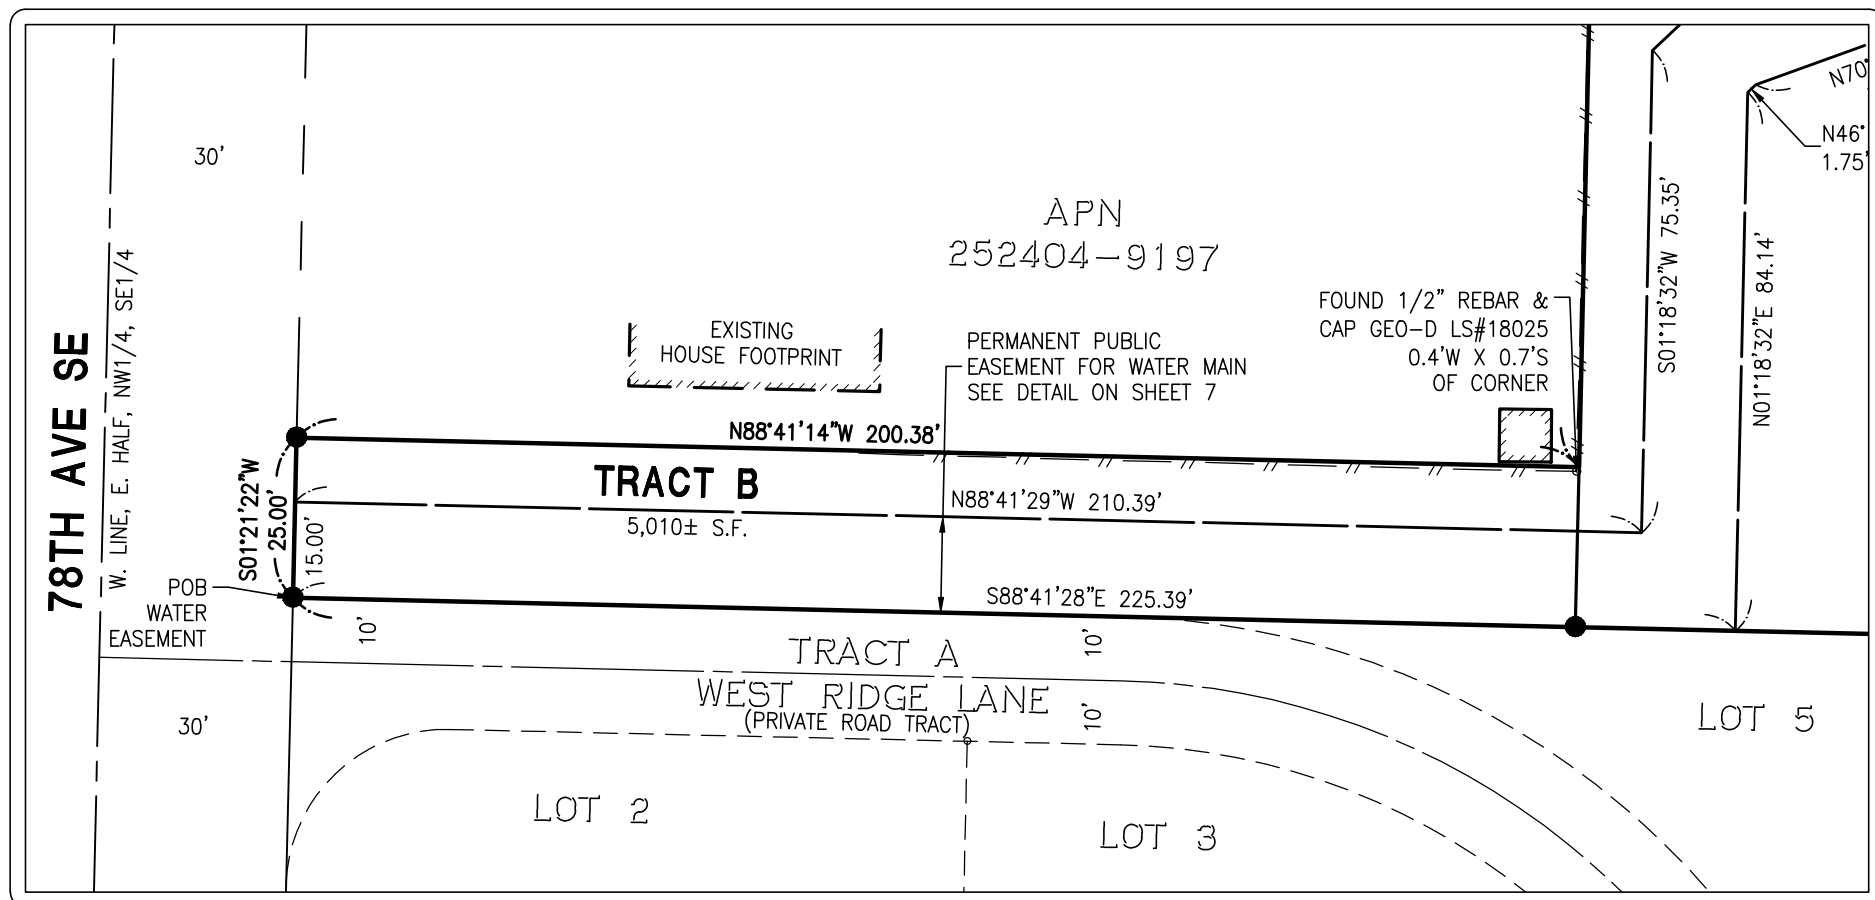 30'
APN
252404-9197
N70°
N46°
1.75'
S01°18'32"W 75.35'
N01°18'32"E 84.14'
FOUND 1/2" REBAR &
CAP GEO-D LS#18025
0.4'W X 0.7'S
OF CORNER
EXISTING
HOUSE FOOTPRINT
PERMANENT PUBLIC
EASEMENT FOR WATER MAIN
SEE DETAIL ON SHEET 7
78TH AVE SE
W. LINE, E. HALF, NW1/4, SE1/4
N88°41'14"W 200.38'
TRACT B
5,010± S.F.
N88°41'29"W 210.39'
S01°21'22"W
25.00'
15.00'
POB
WATER
EASEMENT
S88°41'28"E 225.39'
10'
TRACT A
10'
WEST RIDGE LANE
(PRIVATE ROAD TRACT)
10'
30'
LOT 5
LOT 2
LOT 3